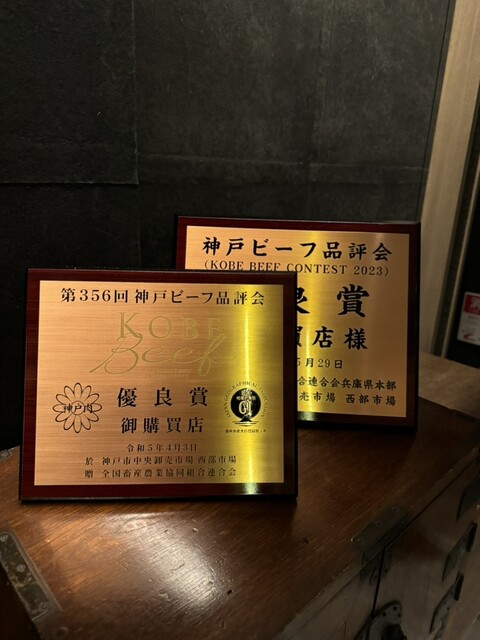 第356回 神戸ビーフ品評会
KOBE
Beef
神戸肉
優良賞
御購買店
令和5年4月3日
於 神戸市中央卸売市場 西部市場
贈 全国畜産農業協同組合連合会
神戸ビーフ品評会
(KOBE BEEF CONTEST 2023)
賞
店様
月29日
合連合会兵庫県本部
売市場 西部市場